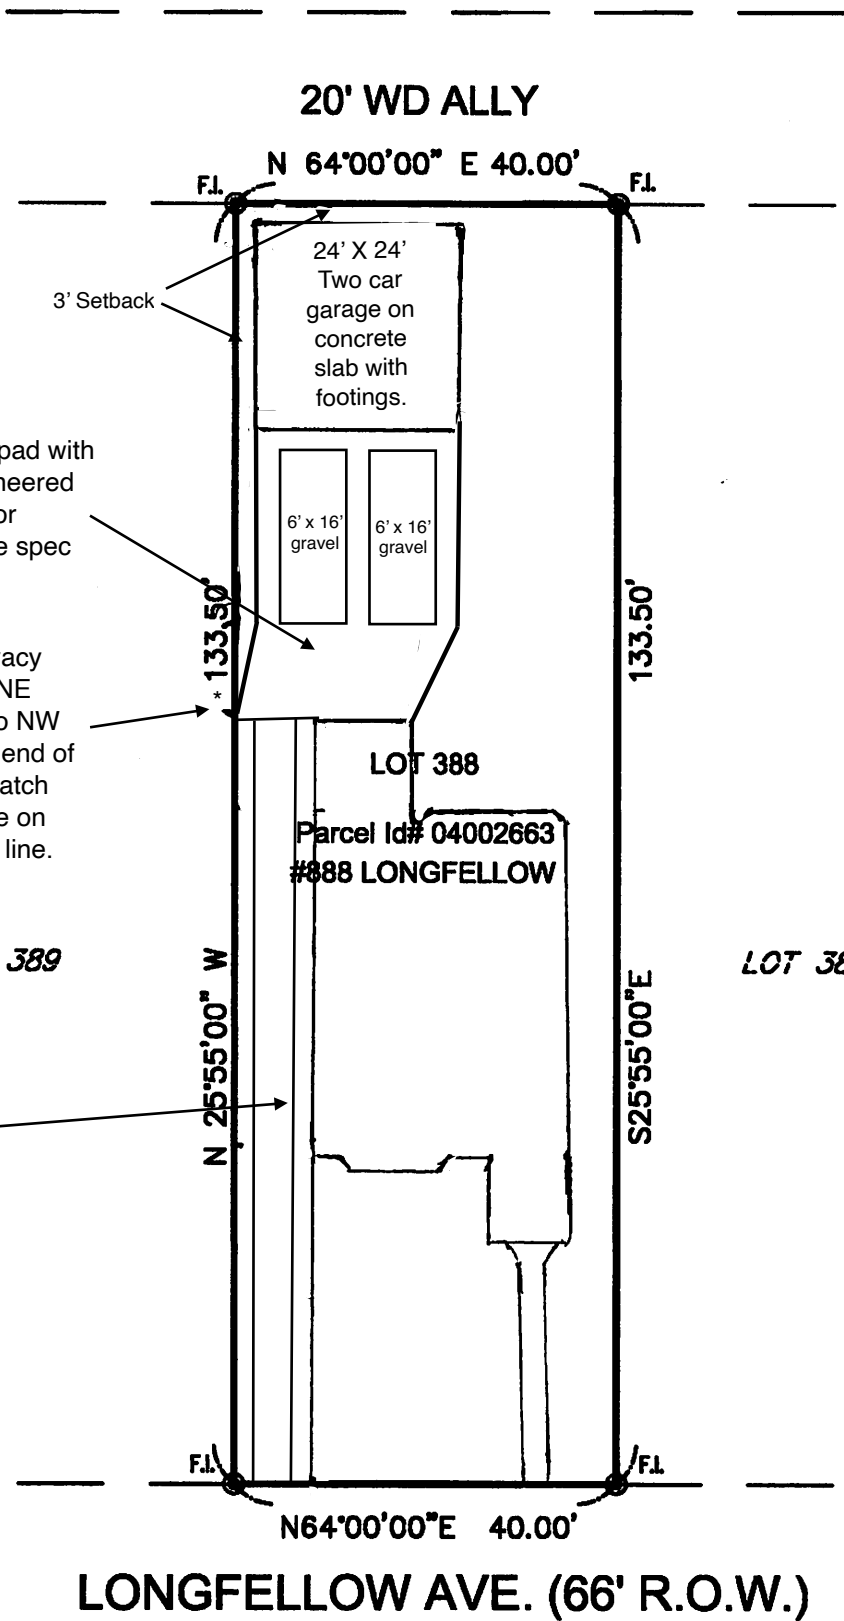 20' WD ALLY
N 64°00'00" E 40.00'
F.I.
F.I.
24' X 24'
Two car
garage on
concrete
slab with
footings.
3' Setback
pad with
neered
or
e spec
6' x 16'
gravel
6' x 16'
gravel
133.50'
133.50'
acy
NE
o NW
end of
atch
e on
line.
*
LOT 388
Parcel Id# 04002663
#888 LONGFELLOW
389
LOT 38
N 25°55'00" W
S25°55'00"E
F.I.
F.I.
N64°00'00"E 40.00'
LONGFELLOW AVE. (66' R.O.W.)